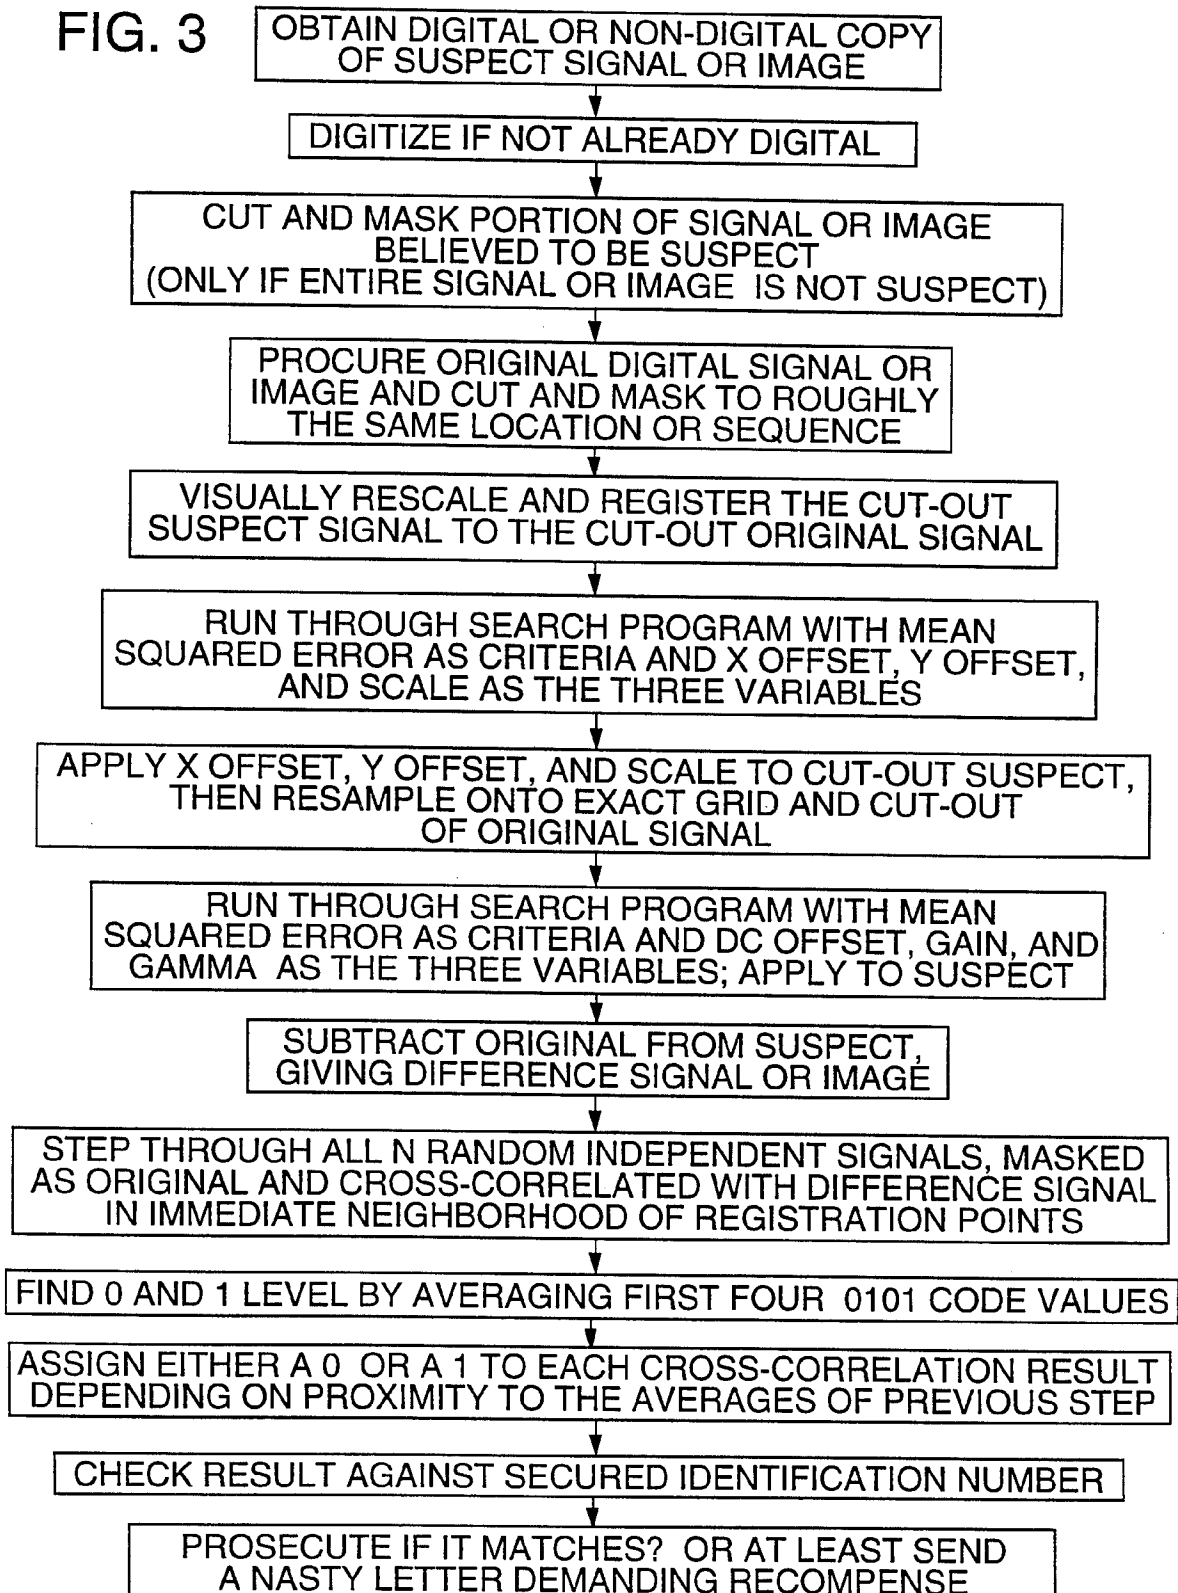 FIG. 3
OBTAIN DIGITAL OR NON-DIGITAL COPY
OF SUSPECT SIGNAL OR IMAGE
DIGITIZE IF NOT ALREADY DIGITAL
CUT AND MASK PORTION OF SIGNAL OR IMAGE
BELIEVED TO BE SUSPECT
(ONLY IF ENTIRE SIGNAL OR IMAGE IS NOT SUSPECT)
PROCURE ORIGINAL DIGITAL SIGNAL OR
IMAGE AND CUT AND MASK TO ROUGHLY
THE SAME LOCATION OR SEQUENCE
VISUALLY RESCALE AND REGISTER THE CUT-OUT
SUSPECT SIGNAL TO THE CUT-OUT ORIGINAL SIGNAL
RUN THROUGH SEARCH PROGRAM WITH MEAN
SQUARED ERROR AS CRITERIA AND X OFFSET, Y OFFSET,
AND SCALE AS THE THREE VARIABLES
APPLY X OFFSET, Y OFFSET, AND SCALE TO CUT-OUT SUSPECT,
THEN RESAMPLE ONTO EXACT GRID AND CUT-OUT
OF ORIGINAL SIGNAL
RUN THROUGH SEARCH PROGRAM WITH MEAN
SQUARED ERROR AS CRITERIA AND DC OFFSET, GAIN, AND
GAMMA AS THE THREE VARIABLES; APPLY TO SUSPECT
SUBTRACT ORIGINAL FROM SUSPECT,
GIVING DIFFERENCE SIGNAL OR IMAGE
STEP THROUGH ALL N RANDOM INDEPENDENT SIGNALS, MASKED
AS ORIGINAL AND CROSS-CORRELATED WITH DIFFERENCE SIGNAL
IN IMMEDIATE NEIGHBORHOOD OF REGISTRATION POINTS
FIND 0 AND 1 LEVEL BY AVERAGING FIRST FOUR 0101 CODE VALUES
ASSIGN EITHER A 0 OR A 1 TO EACH CROSS-CORRELATION RESULT
DEPENDING ON PROXIMITY TO THE AVERAGES OF PREVIOUS STEP
CHECK RESULT AGAINST SECURED IDENTIFICATION NUMBER
PROSECUTE IF IT MATCHES? OR AT LEAST SEND
A NASTY LETTER DEMANDING RECOMPENSE